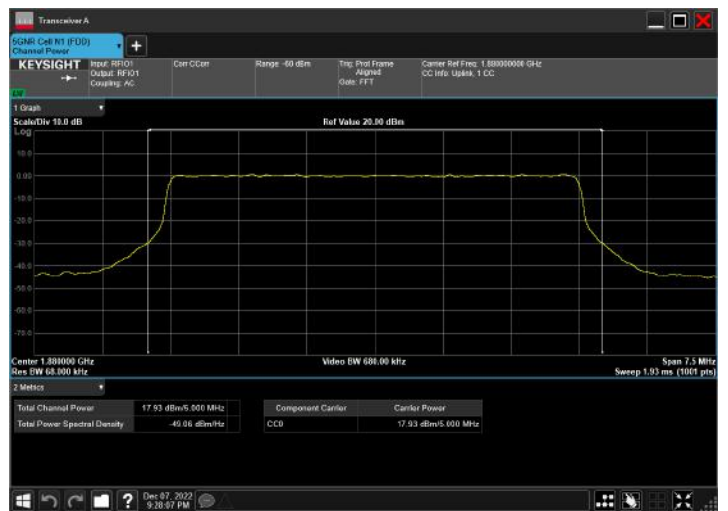 Transceiver A
5GNR Cell N1 (FDD)
Channel Power
KEYSIGHT
Input: RFIO1
Output: RFIO1
Coupling: AC
Corr CCorr
Range -60 dBm
Trig: Prot Frame
Aligned
Gate: FFT
Carrier Ref Freq: 1.880000000 GHz
CC Info: Uplink, 1 CC
1 Graph
Scale/Div 10.0 dB
Ref Value 20.00 dBm
Log
10.0
0.00
-10.0
-20.0
-30.0
-40.0
-50.0
-60.0
-70.0
Center 1.880000 GHz
Video BW 680.00 kHz
Span 7.5 MHz
Res BW 68.000 kHz
Sweep 1.93 ms (1001 pts)
2 Metrics
Total Channel Power 17.93 dBm/5.000 MHz
Total Power Spectral Density -49.06 dBm/Hz
Component Carrier Carrier Power
CC0 17.93 dBm/5.000 MHz
?
Dec 07, 2022
9:28:07 PM